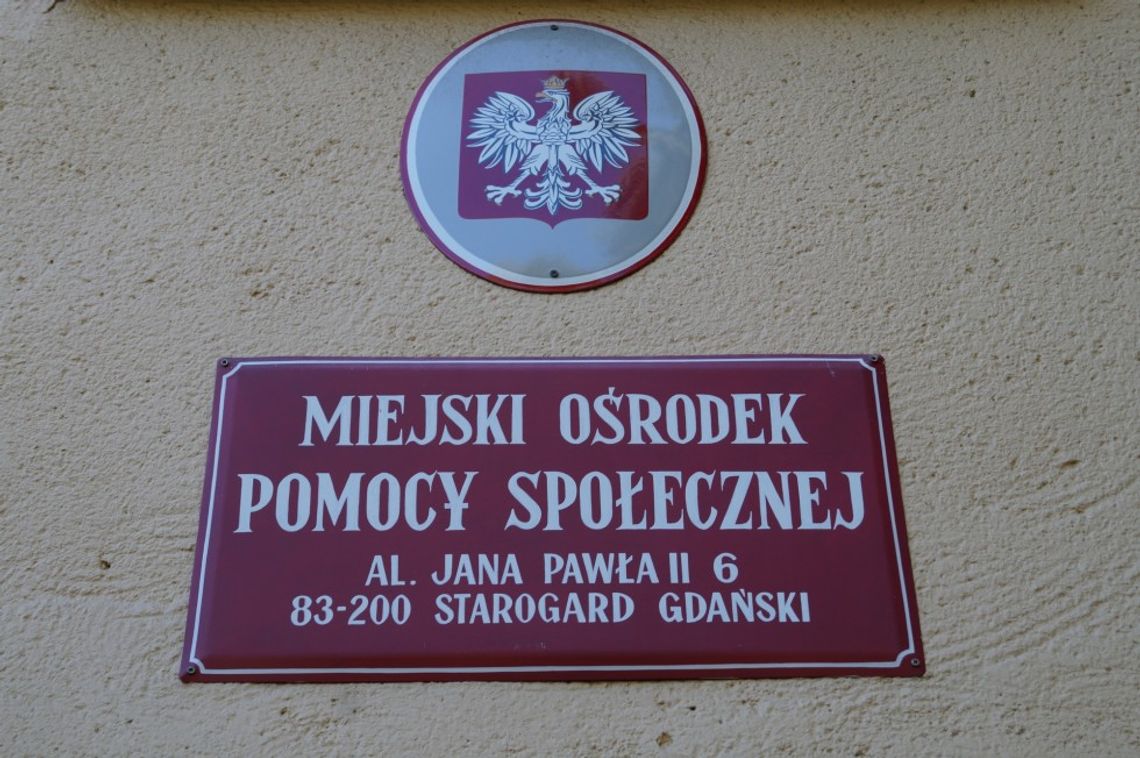 MIEJSKI OŚRODEK
POMOCY SPOŁECZNEJ
AL. JANA PAWŁA II 6
83-200 STAROGARD GDAŃSKI